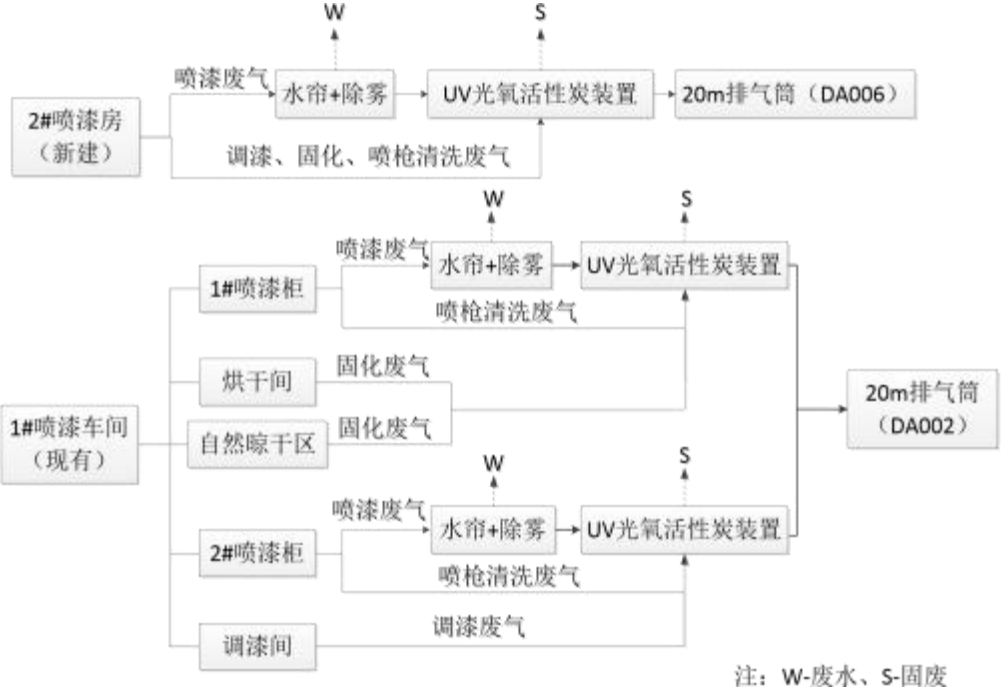 W
S
喷漆废气
水帘+除雾
UV光氧活性炭装置
20m排气筒（DA006）
2#喷漆房
（新建）
调漆、固化、喷枪清洗废气
W
S
喷漆废气
水帘+除雾
UV光氧活性炭装置
1#喷漆柜
喷枪清洗废气
烘干间
固化废气
20m排气筒
（DA002）
1#喷漆车间
（现有）
自然晾干区
固化废气
W
S
喷漆废气
水帘+除雾
UV光氧活性炭装置
2#喷漆柜
喷枪清洗废气
调漆间
调漆废气
注：W-废水、S-固废